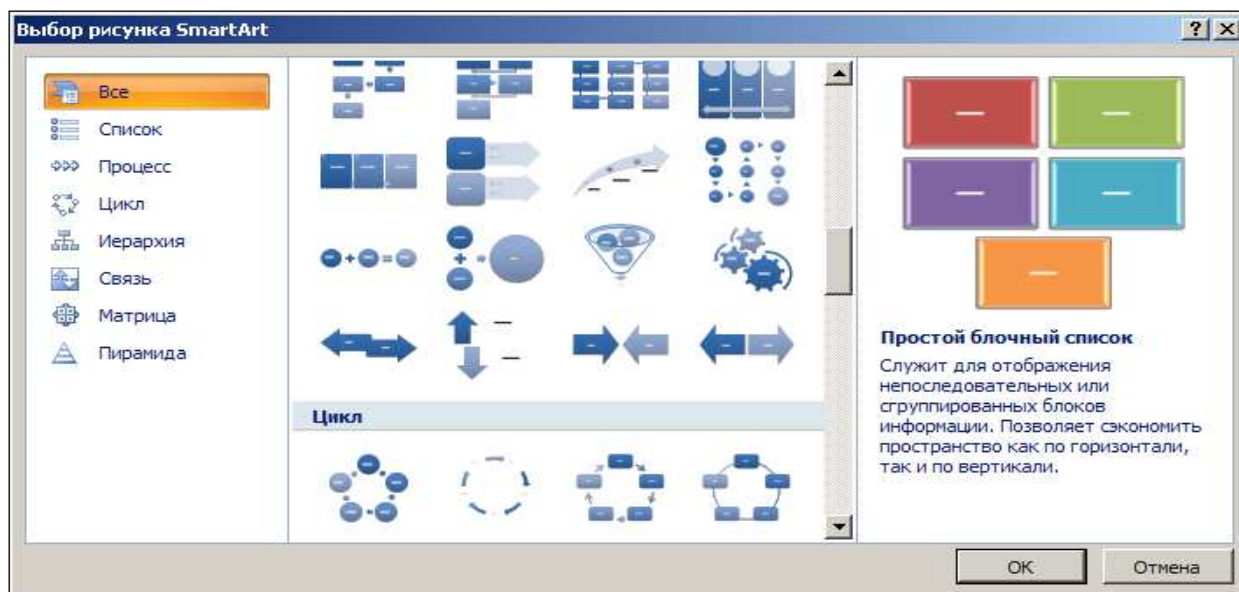 Выбор рисунка SmartArt
Все
Список
Процесс
Цикл
Иерархия
Связь
Матрица
Пирамида
Цикл
Простой блочный список
Служит для отображения
непоследовательных или
сгруппированных блоков
информации. Позволяет сэкономить
пространство как по горизонтали,
так и по вертикали.
ОК
Отмена